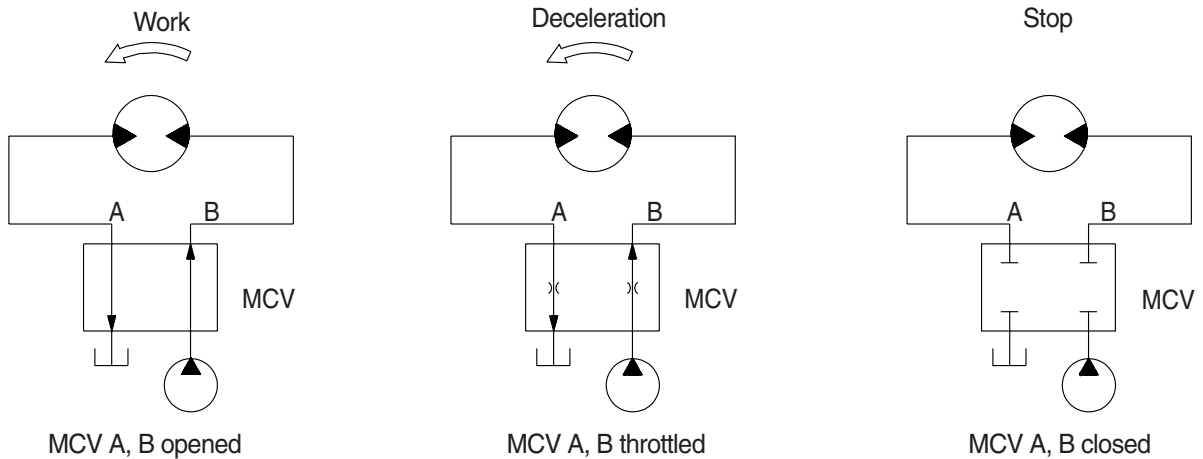 Work
A
B
MCV
MCV A, B opened
Deceleration
A
B
MCV
MCV A, B throttled
Stop
A
B
MCV
MCV A, B closed